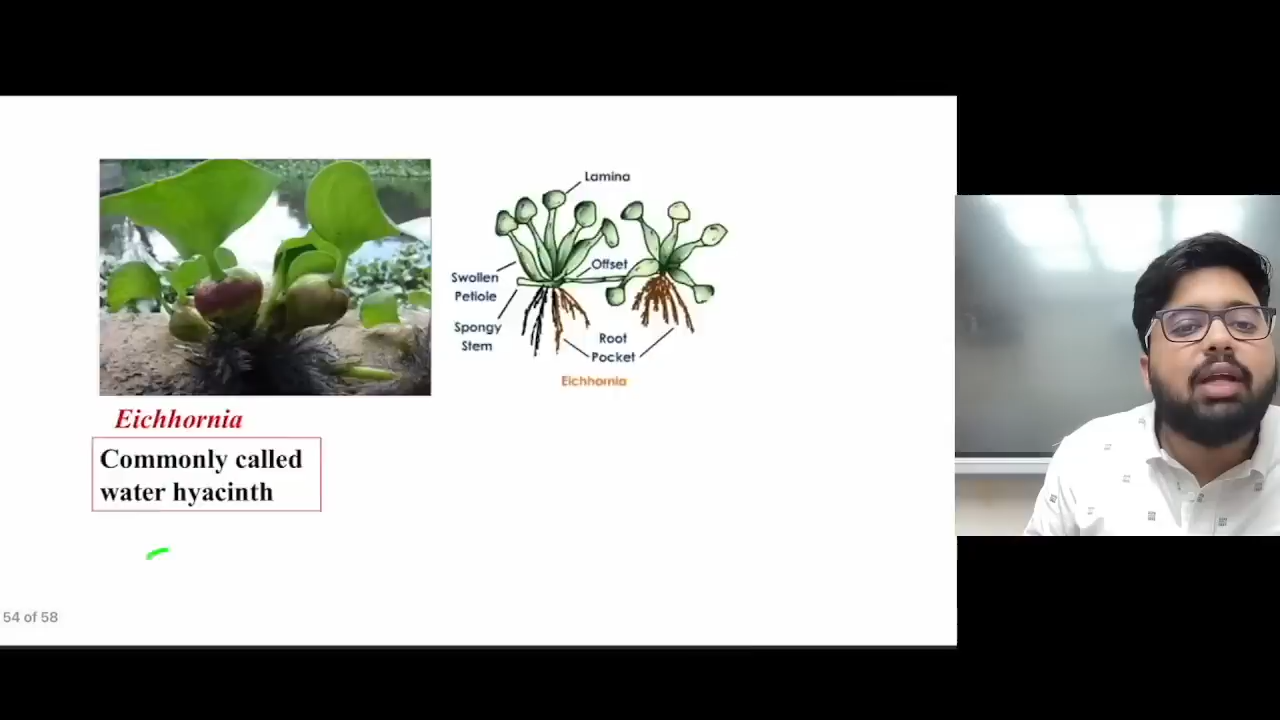 Lamina
Offset
Swollen
Petiole
Spongy
Stem
Root
Pocket
Eichhornia
Eichhornia
Commonly called
water hyacinth
54 of 58